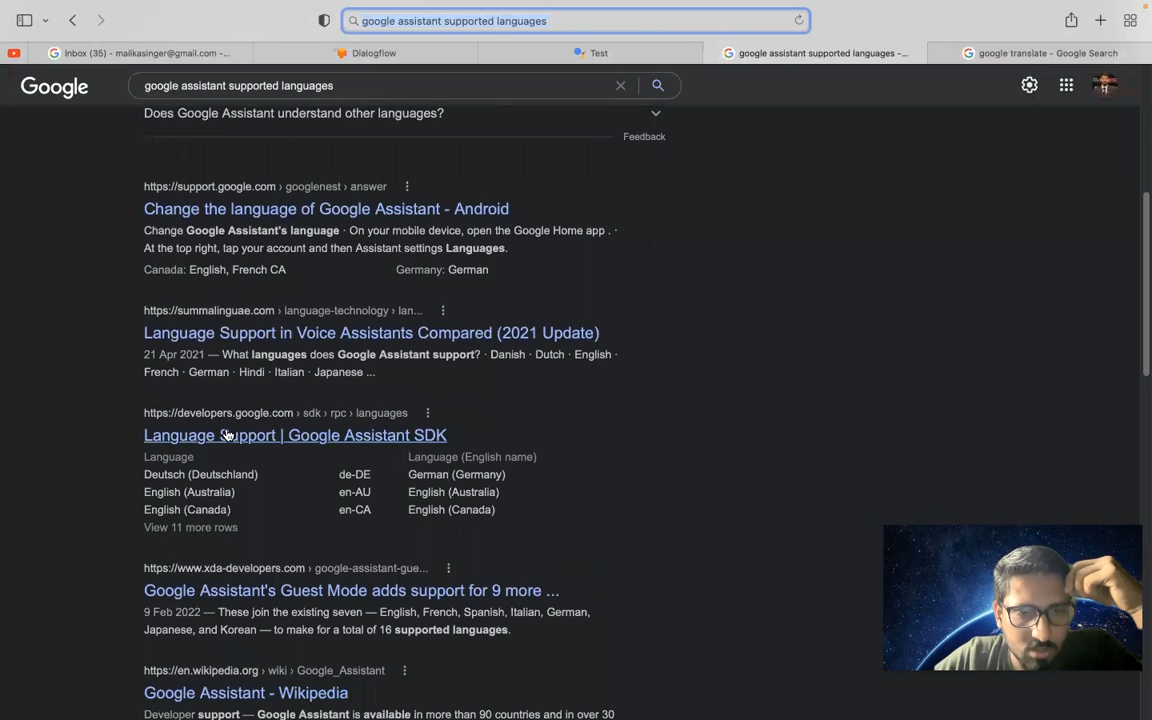 google assistant supported languages
Inbox (35) - malikasinger@gmail.com -...
Dialogflow
Test
google assistant supported languages -...
google translate - Google Search
Google
google assistant supported languages
Does Google Assistant understand other languages?
Feedback
https://support.google.com › googlenest › answer
Change the language of Google Assistant - Android
Change Google Assistant's language · On your mobile device, open the Google Home app . ·
At the top right, tap your account and then Assistant settings Languages.
Canada: English, French CA
Germany: German
https://summalinguae.com › language-technology › lan...
Language Support in Voice Assistants Compared (2021 Update)
21 Apr 2021 — What languages does Google Assistant support? · Danish · Dutch · English ·
French · German · Hindi · Italian · Japanese ...
https://developers.google.com › sdk › rpc › languages
Language Support | Google Assistant SDK
Language
Language (English name)
Deutsch (Deutschland) de-DE German (Germany)
English (Australia) en-AU English (Australia)
English (Canada) en-CA English (Canada)
View 11 more rows
https://www.xda-developers.com › google-assistant-gue...
Google Assistant's Guest Mode adds support for 9 more ...
9 Feb 2022 — These join the existing seven — English, French, Spanish, Italian, German,
Japanese, and Korean — to make for a total of 16 supported languages.
https://en.wikipedia.org › wiki › Google_Assistant
Google Assistant - Wikipedia
Developer support — Google Assistant is available in more than 90 countries and in over 30